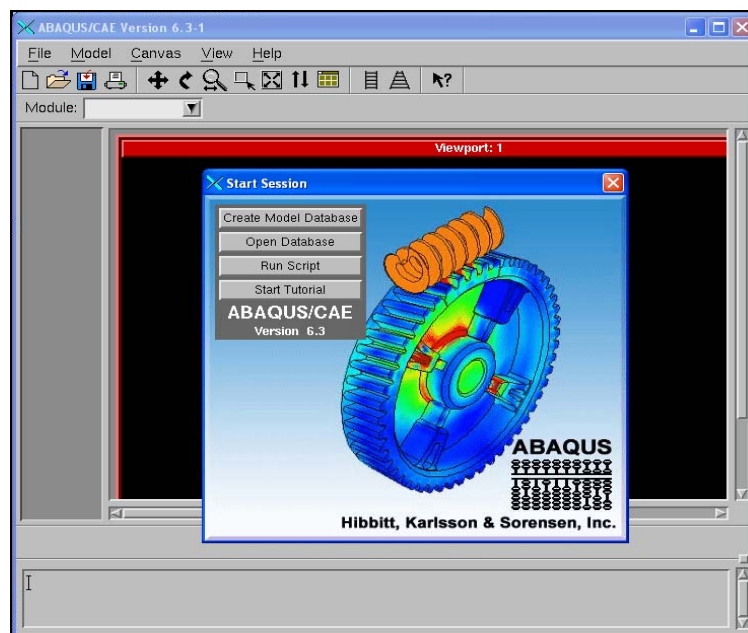 ABAQUS/CAE Version 6.3-1
File Model Canvas View Help
Module:
Viewport: 1
Start Session
Create Model Database
Open Database
Run Script
Start Tutorial
ABAQUS/CAE
Version 6.3
ABAQUS
Hibbitt, Karlsson & Sorensen, Inc.